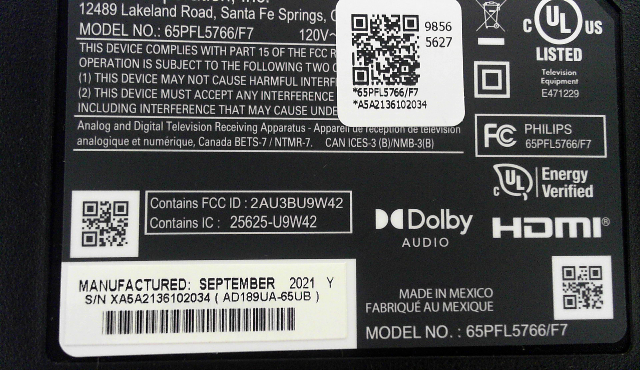 12489 Lakeland Road, Santa Fe Springs,
MODEL NO.: 65PFL5766/F7 120V~
THIS DEVICE COMPLIES WITH PART 15 OF THE FCC
OPERATION IS SUBJECT TO THE FOLLOWING TWO
(1) THIS DEVICE MAY NOT CAUSE HARMFUL
(2) THIS DEVICE MUST ACCEPT ANY INTERFERENCE
INCLUDING INTERFERENCE THAT MAY CAUSE
Analog and Digital Television Receiving Apparatus - Appareil de réception de télévision
analogique et numérique, Canada BETS-7 / NTMR-7. CAN ICES-3 (B)/NMB-3(B)
9856
5627
*65PFL5766/F7
*A5A2136102034
C UL US
LISTED
Television
Equipment
E471229
FC PHILIPS
65PFL5766/F7
C UL Energy
Verified
Contains FCC ID : 2AU3BU9W42
Contains IC : 25625-U9W42
Dolby
AUDIO
HDMI®
MANUFACTURED: SEPTEMBER 2021 Y
S/N XA5A2136102034 ( AD189UA-65UB )
MADE IN MEXICO
FABRIQUÉ AU MEXIQUE
MODEL NO. : 65PFL5766/F7